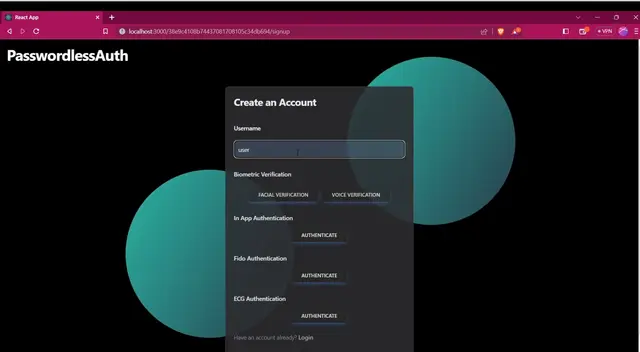 React App
localhost:3000/38e9c4108b74437081708105c34db694/signup
VPN
PasswordlessAuth
Create an Account
Username
user
Biometric Verification
FACIAL VERIFICATION VOICE VERIFICATION
In App Authentication
AUTHENTICATE
Fido Authentication
AUTHENTICATE
ECG Authentication
AUTHENTICATE
Have an account already? Login